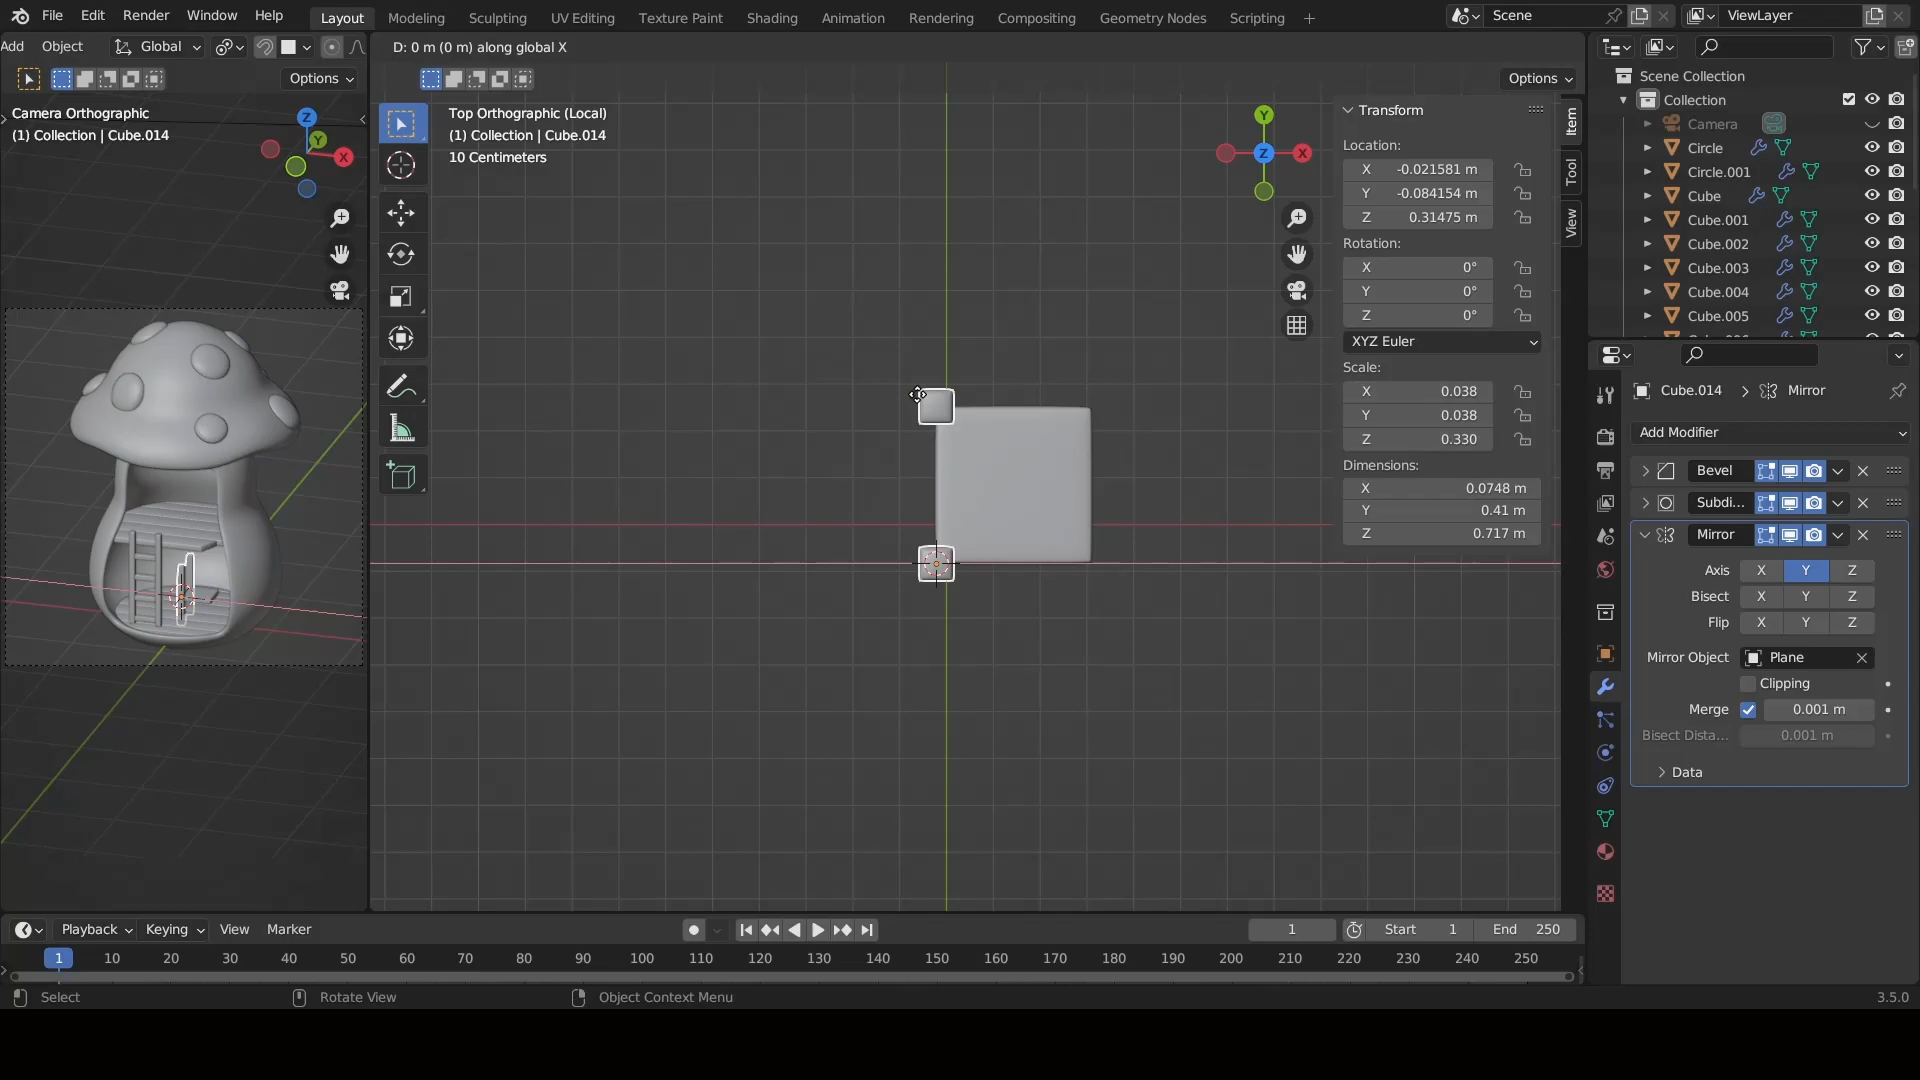 File Edit Render Window Help
Layout Modeling Sculpting UV Editing Texture Paint Shading Animation Rendering Compositing Geometry Nodes Scripting +
Scene
ViewLayer
Add Object Global
D: 0 m (0 m) along global X
Options
Options
Camera Orthographic
(1) Collection | Cube.014
Z
Y
X
Top Orthographic (Local)
(1) Collection | Cube.014
10 Centimeters
Y
Z
X
Transform
Location:
X -0.021581 m
Y -0.084154 m
Z 0.31475 m
Rotation:
X 0°
Y 0°
Z 0°
XYZ Euler
Scale:
X 0.038
Y 0.038
Z 0.330
Dimensions:
X 0.0748 m
Y 0.41 m
Z 0.717 m
Item
Tool
View
Scene Collection
Collection
Camera
Circle
Circle.001
Cube
Cube.001
Cube.002
Cube.003
Cube.004
Cube.005
Cube.014 > Mirror
Add Modifier
Bevel
Subdi...
Mirror
Axis X Y Z
Bisect X Y Z
Flip X Y Z
Mirror Object Plane
Clipping
Merge 0.001 m
Bisect Dista... 0.001 m
Data
Playback Keying View Marker
1 Start 1 End 250
1 10 20 30 40 50 60 70 80 90 100 110 120 130 140 150 160 170 180 190 200 210 220 230 240 250
Select Rotate View Object Context Menu 3.5.0